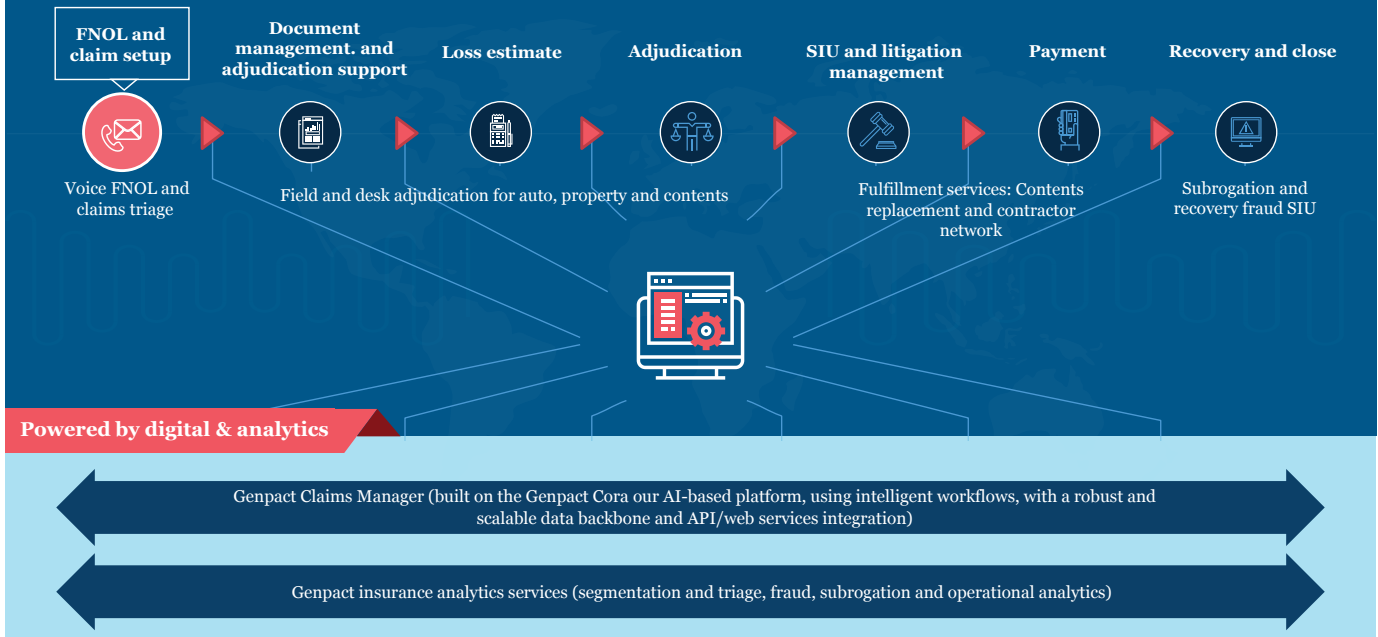 FNOL and
claim setup
Document
management. and
adjudication support
Loss estimate
Adjudication
SIU and litigation
management
Payment
Recovery and close
Voice FNOL and
claims triage
Field and desk adjudication for auto, property and contents
Fulfillment services: Contents
replacement and contractor
network
Subrogation and
recovery fraud SIU
Powered by digital & analytics
Genpact Claims Manager (built on the Genpact Cora our AI-based platform, using intelligent workflows, with a robust and
scalable data backbone and API/web services integration)
Genpact insurance analytics services (segmentation and triage, fraud, subrogation and operational analytics)